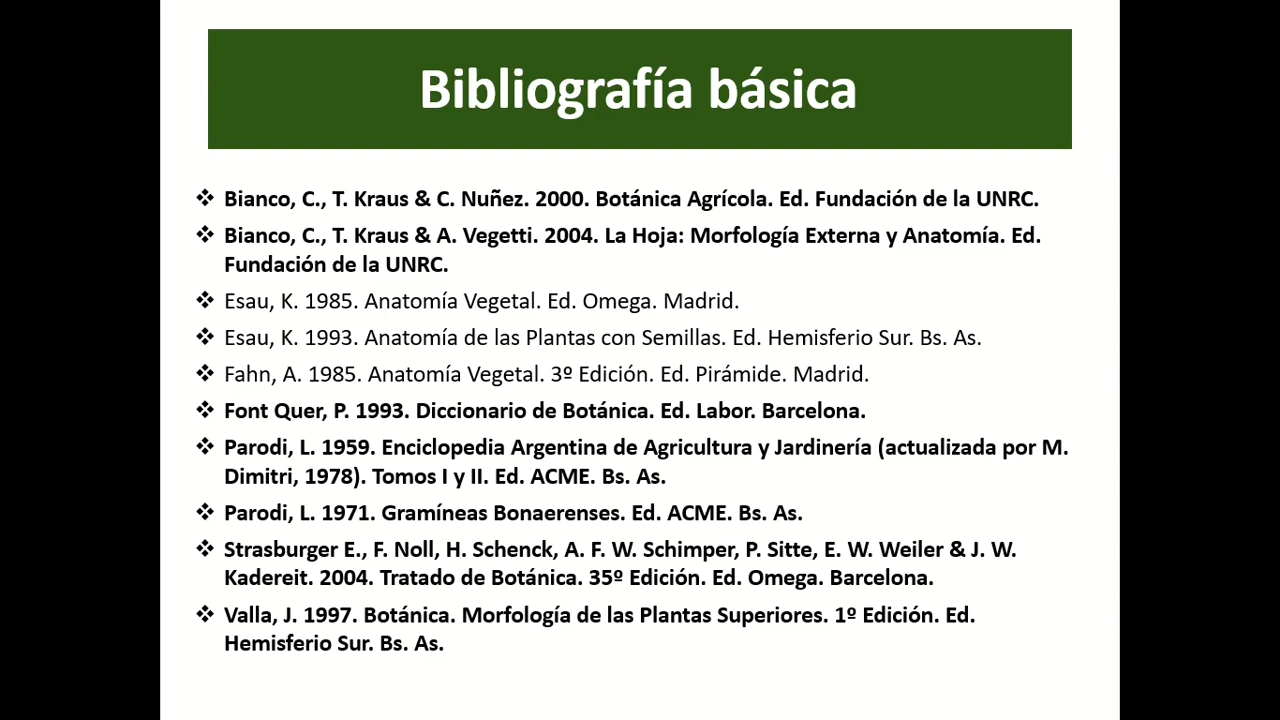 Bibliografía básica
❖ Bianco, C., T. Kraus & C. Nuñez. 2000. Botánica Agrícola. Ed. Fundación de la UNRC.
❖ Bianco, C., T. Kraus & A. Vegetti. 2004. La Hoja: Morfología Externa y Anatomía. Ed.
Fundación de la UNRC.
❖ Esau, K. 1985. Anatomía Vegetal. Ed. Omega. Madrid.
❖ Esau, K. 1993. Anatomía de las Plantas con Semillas. Ed. Hemisferio Sur. Bs. As.
❖ Fahn, A. 1985. Anatomía Vegetal. 3º Edición. Ed. Pirámide. Madrid.
❖ Font Quer, P. 1993. Diccionario de Botánica. Ed. Labor. Barcelona.
❖ Parodi, L. 1959. Enciclopedia Argentina de Agricultura y Jardinería (actualizada por M.
Dimitri, 1978). Tomos I y II. Ed. ACME. Bs. As.
❖ Parodi, L. 1971. Gramíneas Bonaerenses. Ed. ACME. Bs. As.
❖ Strasburger E., F. Noll, H. Schenck, A. F. W. Schimper, P. Sitte, E. W. Weiler & J. W.
Kadereit. 2004. Tratado de Botánica. 35º Edición. Ed. Omega. Barcelona.
❖ Valla, J. 1997. Botánica. Morfología de las Plantas Superiores. 1º Edición. Ed.
Hemisferio Sur. Bs. As.